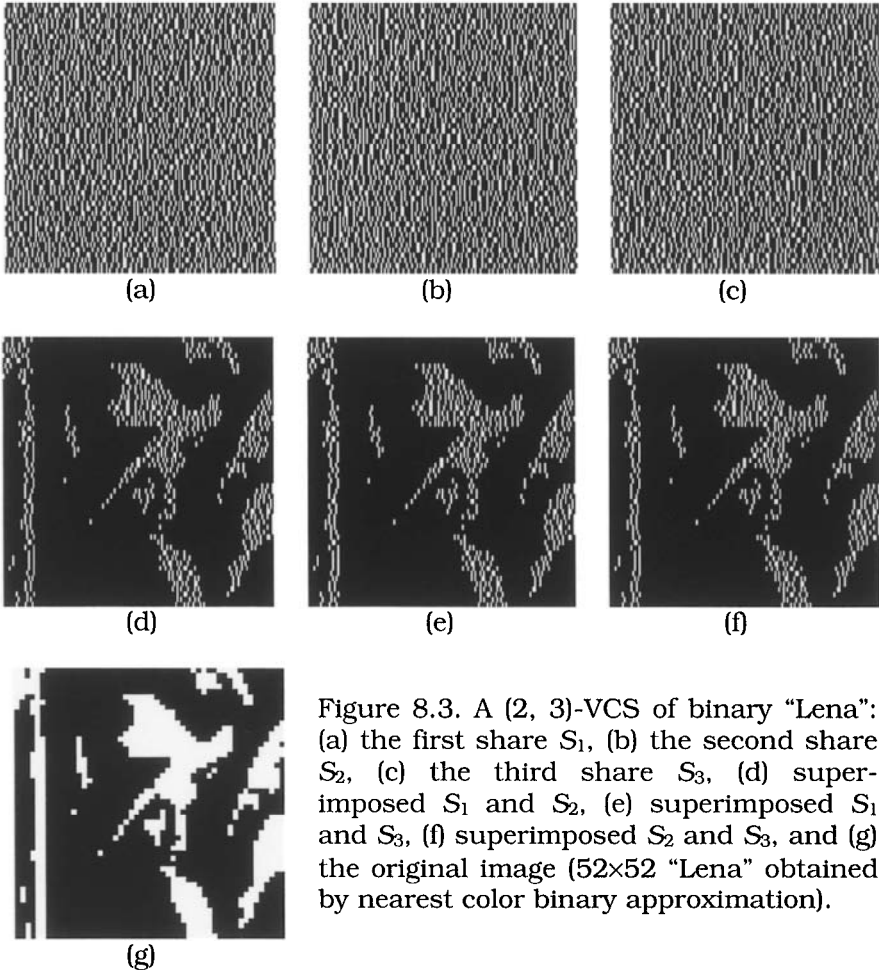 (a)
(b)
(c)
(d)
(e)
(f)
Figure 8.3. A (2, 3)-VCS of binary “Lena”:
(a) the first share S₁, (b) the second share
S₂, (c) the third share S₃, (d) super-
imposed S₁ and S₂, (e) superimposed S₁
and S₃, (f) superimposed S₂ and S₃, and (g)
the original image (52×52 “Lena” obtained
by nearest color binary approximation).
(g)